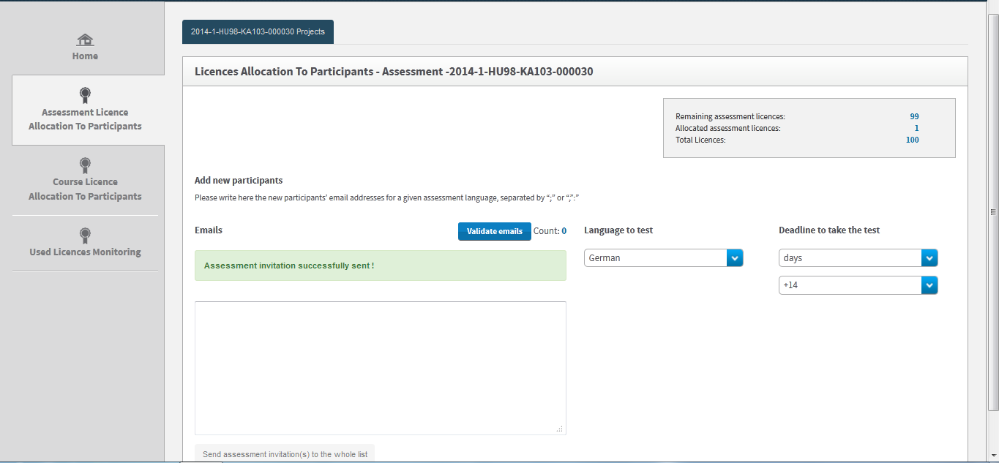 2014-1-HU98-KA103-000030 Projects
Home
Assessment Licence
Allocation To Participants
Course Licence
Allocation To Participants
Used Licences Monitoring
Licences Allocation To Participants - Assessment -2014-1-HU98-KA103-000030
Remaining assessment licences: 99
Allocated assessment licences: 1
Total Licences: 100
Add new participants
Please write here the new participants' email addresses for a given assessment language, separated by “;” or “,”:”
Emails Validate emails Count: 0 Language to test Deadline to take the test
Assessment invitation successfully sent !
German
days
+14
Send assessment invitation(s) to the whole list